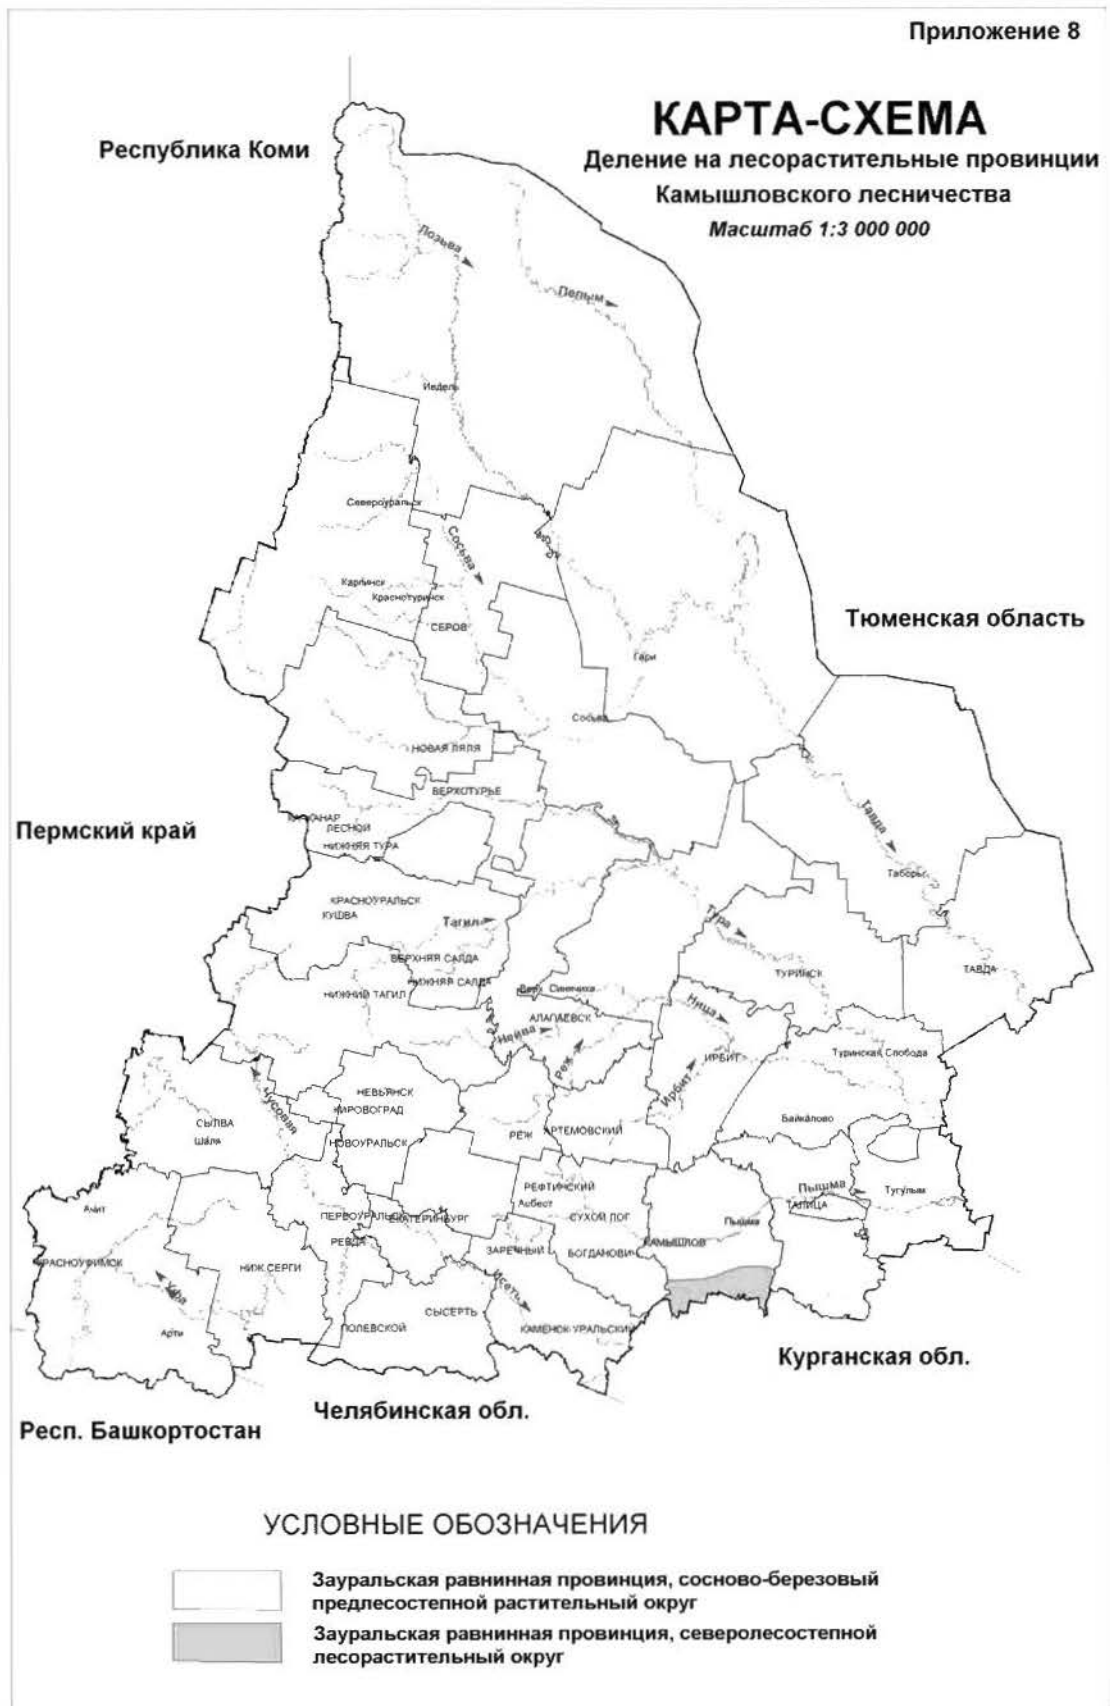 Приложение 8
КАРТА-СХЕМА
Деление на лесорастительные провинции
Камышловского лесничества
Масштаб 1:3 000 000
Республика Коми
Лозьва
Пелым
Ивдель
Североуральск
Сосьва
Карпинск
Краснотурьинск
СЕРОВ
Тюменская область
Гари
Сосьва
НОВАЯ ЛЯЛЯ
ВЕРХОТУРЬЕ
Пермский край
КАЧКАНАР
ЛЕСНОЙ
НИЖНЯЯ ТУРА
Тавда
Таборы
КРАСНОУРАЛЬСК
КУШВА
Тагил
Тура
ВЕРХНЯЯ САЛДА
ТУРИНСК
ТАВДА
НИЖНЯЯ САЛДА
НИЖНИЙ ТАГИЛ
Верх. Синячиха
АЛАПАЕВСК
Ница
Нейва
Реж
ИРБИТ
Туринская Слобода
Ирбит
Чусовая
НЕВЬЯНСК
КИРОВОГРАД
СЫЛВА
Шаля
НОВОУРАЛЬСК
РЕЖ
АРТЕМОВСКИЙ
Байкалово
РЕФТИНСКИЙ
Асбест
СУХОЙ ЛОГ
Пышма
ТАЛИЦА
Тугулым
Ачит
ПЕРВОУРАЛЬСК
ЕКАТЕРИНБУРГ
Пышма
РЕВДА
ЗАРЕЧНЫЙ
БОГДАНОВИЧ
КАМЫШЛОВ
КРАСНОУФИМСК
НИЖ.СЕРГИ
Уфа
Исеть
Арти
СЫСЕРТЬ
ПОЛЕВСКОЙ
КАМЕНСК-УРАЛЬСКИЙ
Курганская обл.
Челябинская обл.
Респ. Башкортостан
УСЛОВНЫЕ ОБОЗНАЧЕНИЯ
Зауральская равнинная провинция, сосново-березовый
предлесостепной растительный округ
Зауральская равнинная провинция, северолесостепной
лесорастительный округ